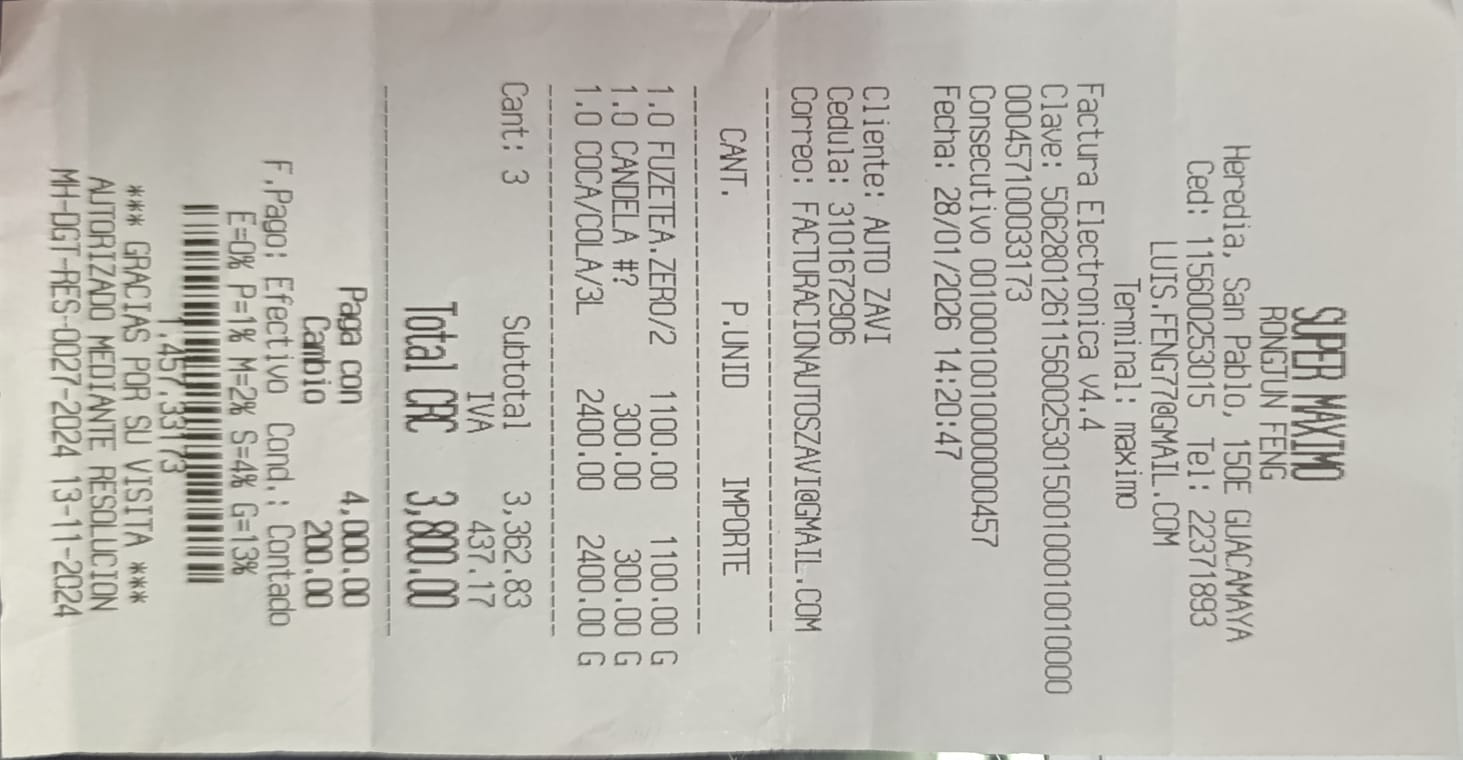 SUPER MAXIMO
RONGJUN FENG
Heredia, San Pablo, 150E GUACAMAYA
Ced: 115600253015 Tel: 22371893
LUIS.FENG77@GMAIL.COM
Terminal: maximo
Factura Electronica v4.4
Clave: 50628012611560025301500100010010000
000457100033173
Consecutivo 00100001001000000000457
Fecha: 28/01/2026 14:20:47
Cliente: AUTO ZAVI
Cedula: 3101672906
Correo: FACTURACIONAUTOSZAVI@GMAIL.COM
CANT. P.UNID IMPORTE
1.0 FUZETEA.ZERO/2 1100.00 1100.00 G
1.0 CANDELA #? 300.00 300.00 G
1.0 COCA/COLA/3L 2400.00 2400.00 G
Cant: 3 Subtotal 3,362.83
IVA 437.17
Total CRC 3,800.00
Paga con 4,000.00
Cambio 200.00
F.Pago: Efectivo Cond.: Contado
E=0% P=1% M=2% S=4% G=13%
1.457.33173
*** GRACIAS POR SU VISITA ***
AUTORIZADO MEDIANTE RESOLUCION
MH-DGT-RES-0027-2024 13-11-2024